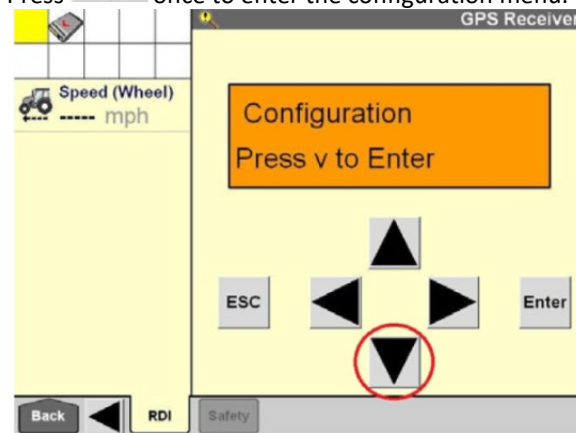 Press once to enter the configuration menu.
GPS Receiver
Speed (Wheel)
----- mph
Configuration
Press v to Enter
ESC
Enter
Back
RDI
Safety